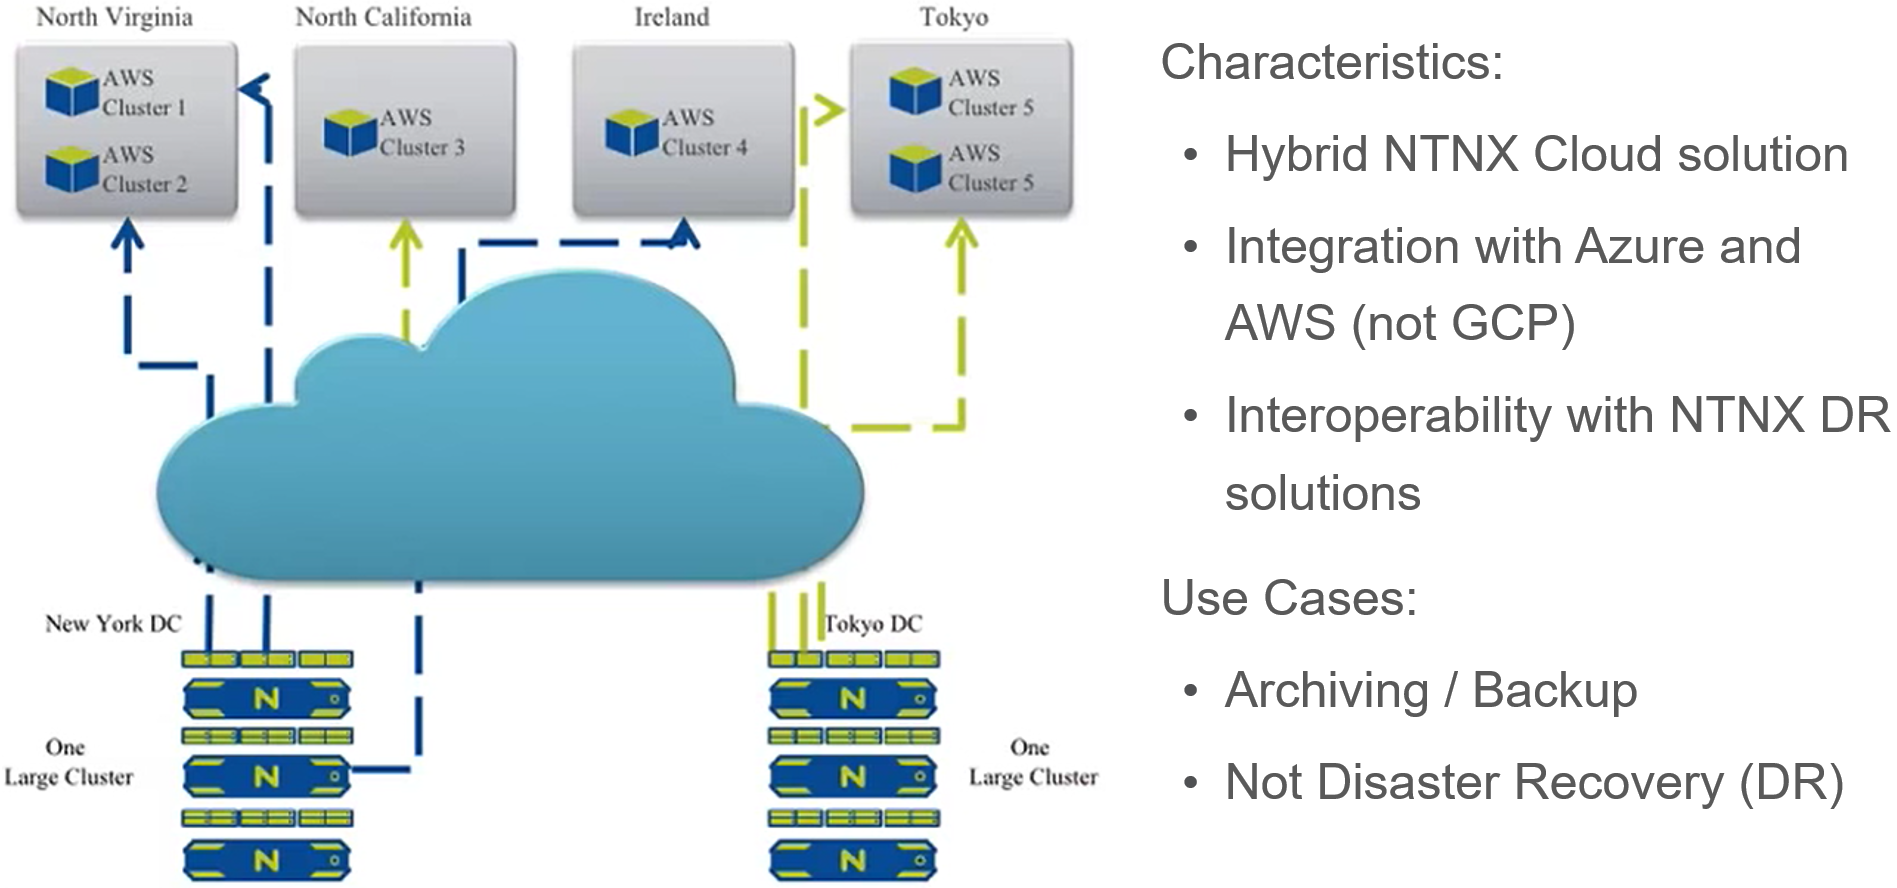 North Virginia
North California
Ireland
Tokyo
AWS
Cluster 1
AWS
Cluster 2
AWS
Cluster 3
AWS
Cluster 4
AWS
Cluster 5
AWS
Cluster 5
New York DC
Tokyo DC
N
N
N
N
N
N
One
Large Cluster
One
Large Cluster
Characteristics:
• Hybrid NTNX Cloud solution
• Integration with Azure and
AWS (not GCP)
• Interoperability with NTNX DR
solutions
Use Cases:
• Archiving / Backup
• Not Disaster Recovery (DR)